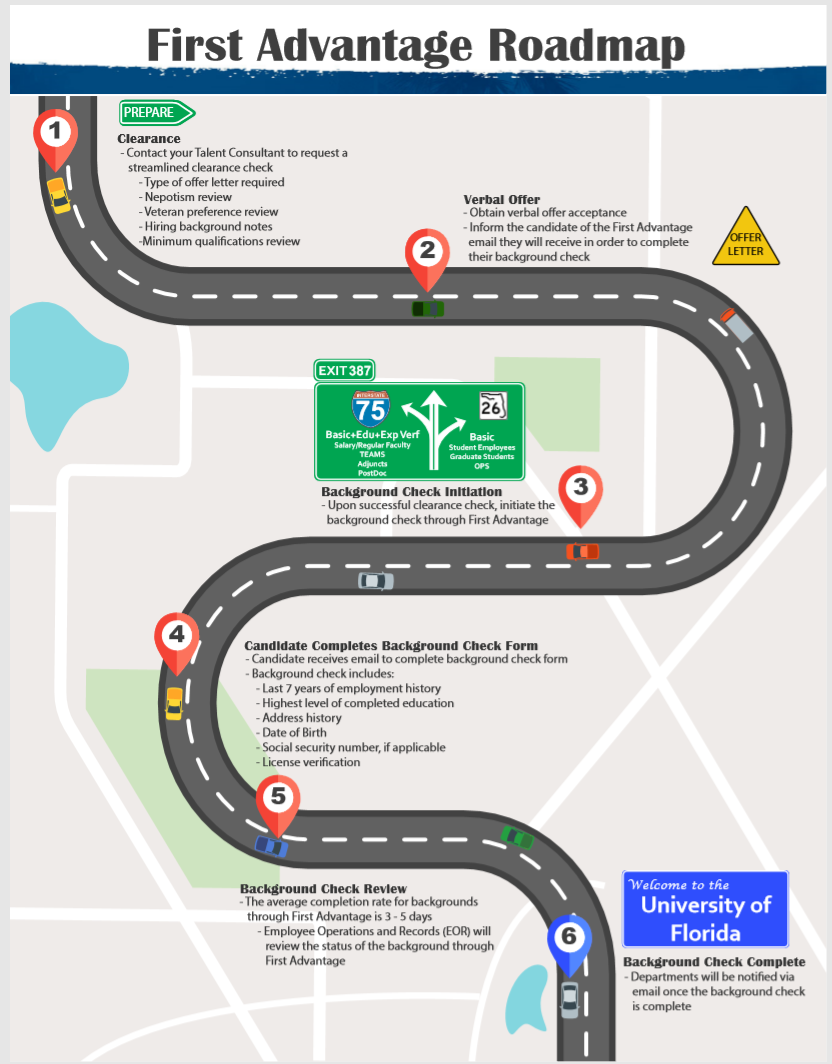 First Advantage Roadmap
PREPARE
1
Clearance
- Contact your Talent Consultant to request a
streamlined clearance check
- Type of offer letter required
- Nepotism review
- Veteran preference review
- Hiring background notes
-Minimum qualifications review
2
Verbal Offer
- Obtain verbal offer acceptance
- Inform the candidate of the First Advantage
email they will receive in order to complete
their background check
OFFER
LETTER
EXIT 387
INTERSTATE
75
Basic+Edu+Exp Verf
Salary/Regular Faculty
TEAMS
Adjuncts
PostDoc
26
Basic
Student Employees
Graduate Students
OPS
3
Background Check Initiation
- Upon successful clearance check, initiate the
background check through First Advantage
4
Candidate Completes Background Check Form
- Candidate receives email to complete background check form
- Background check includes:
- Last 7 years of employment history
- Highest level of completed education
- Address history
- Date of Birth
- Social security number, if applicable
- License verification
5
Background Check Review
- The average completion rate for backgrounds
through First Advantage is 3 - 5 days
- Employee Operations and Records (EOR) will
review the status of the background through
First Advantage
6
Welcome to the
University of
Florida
Background Check Complete
- Departments will be notified via
email once the background check
is complete